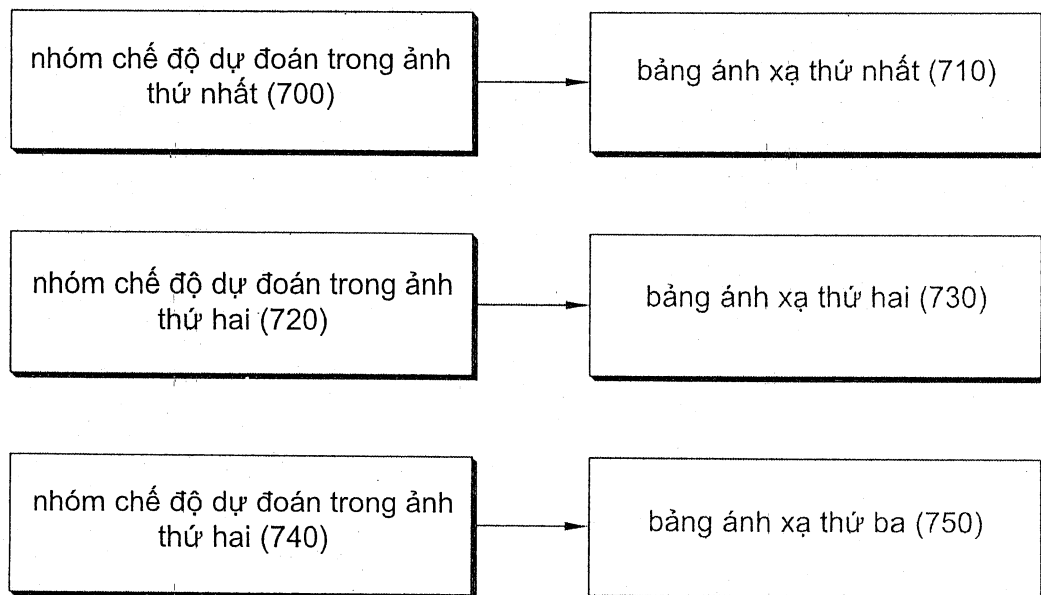 nhóm chế độ dự đoán trong ảnh
thứ nhất (700)
bảng ánh xạ thứ nhất (710)
nhóm chế độ dự đoán trong ảnh
thứ hai (720)
bảng ánh xạ thứ hai (730)
nhóm chế độ dự đoán trong ảnh
thứ hai (740)
bảng ánh xạ thứ ba (750)